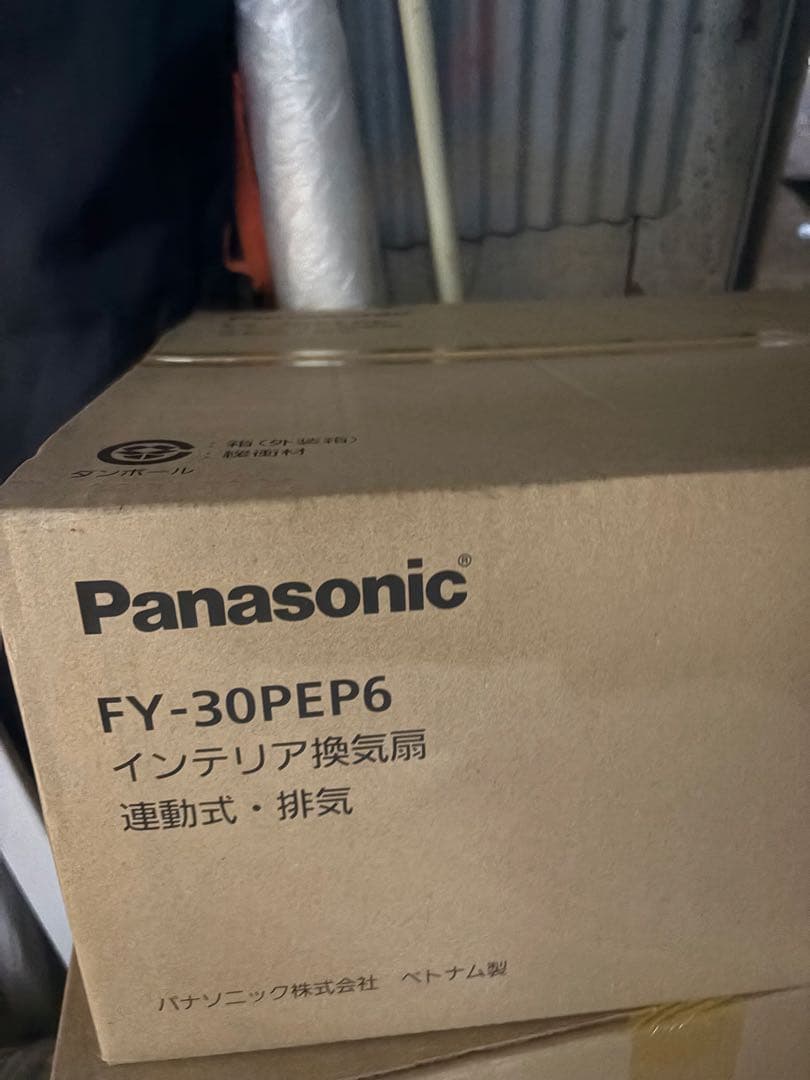 : 箱(外装箱)
: 緩衝材
ダンボール
Panasonic®
FY-30PEP6
インテリア換気扇
連動式・排気
パナソニック株式会社 ベトナム製